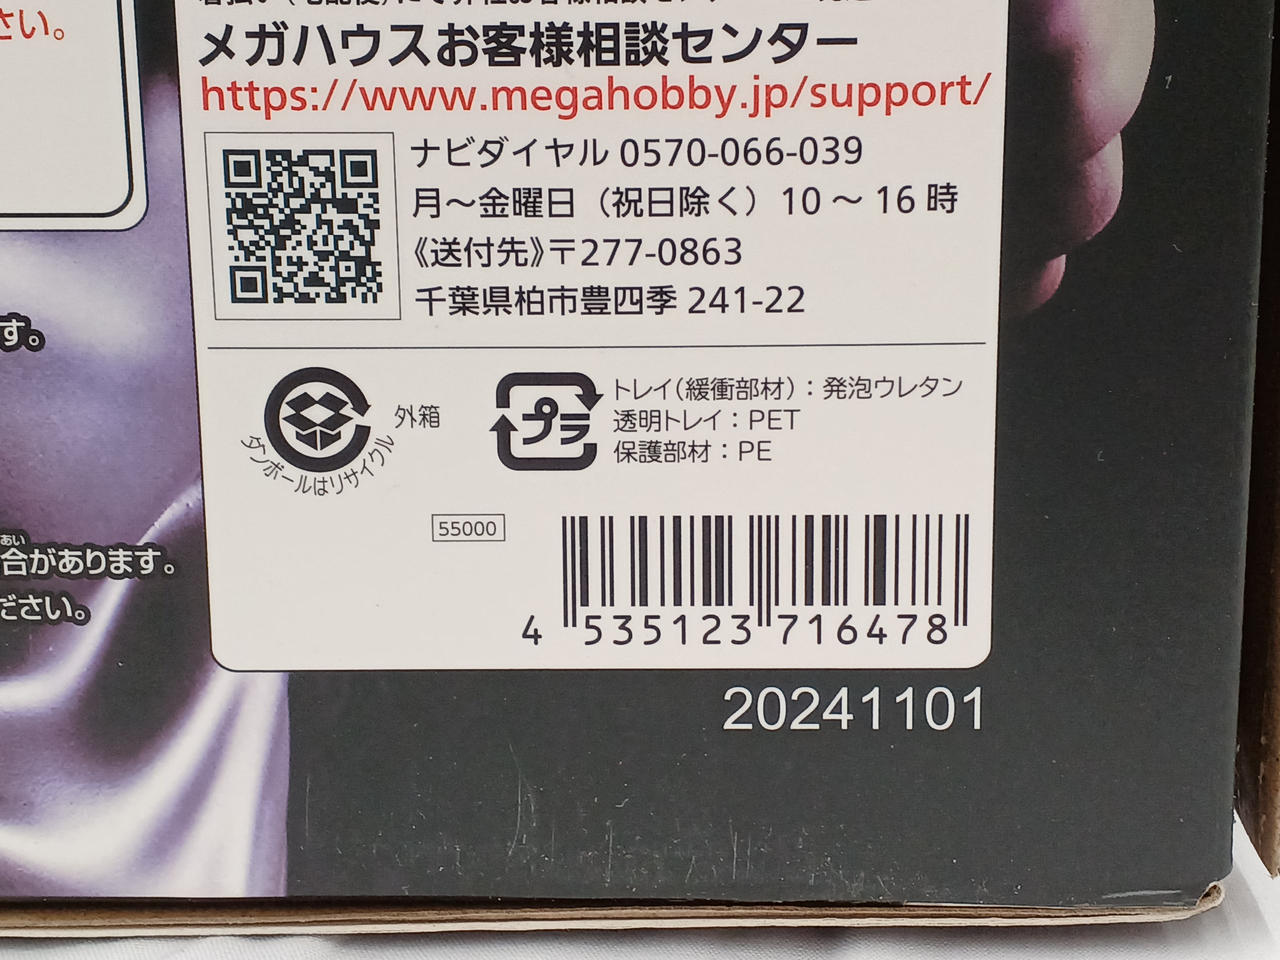 さい。
メガハウスお客様相談センター
https://www.megahobby.jp/support/
ナビダイヤル 0570-066-039
月〜金曜日（祝日除く）10 〜 16 時
《送付先》〒277-0863
千葉県柏市豊四季 241-22
す。
ダンボールはリサイクル
外箱
プラ
トレイ（緩衝部材）：発泡ウレタン
透明トレイ：PET
保護部材：PE
55000
あい
合があります。
ださい。
4 535123 716478
20241101